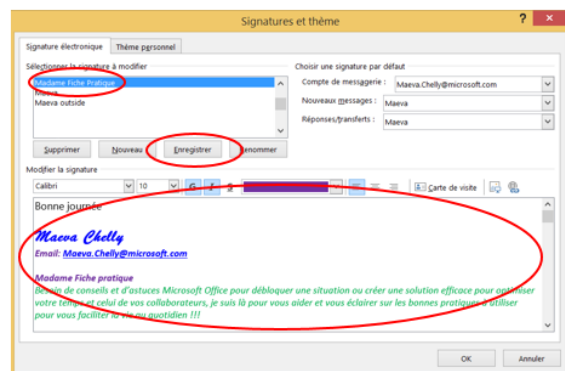 Signatures et thème
? ×
Signature électronique Thème personnel
Sélectionner la signature à modifier
Madame Fiche Pratique
Maeva
Maeva outside
Supprimer Nouveau Enregistrer Renommer
Choisir une signature par défaut
Compte de messagerie : Maeva.Chelly@microsoft.com
Nouveaux messages : Maeva
Réponses/transferts : Maeva
Modifier la signature
Calibri 10 G I S Carte de visite
Bonne journée
Maeva Chelly
Email: Maeva.Chelly@microsoft.com
Madame Fiche pratique
Besoin de conseils et d'astuces Microsoft Office pour débloquer une situation ou créer une solution efficace pour optimiser
votre temps et celui de vos collaborateurs, je suis là pour vous aider et vous éclairer sur les bonnes pratiques à utiliser
pour vous faciliter la vie au quotidien !!!
OK Annuler